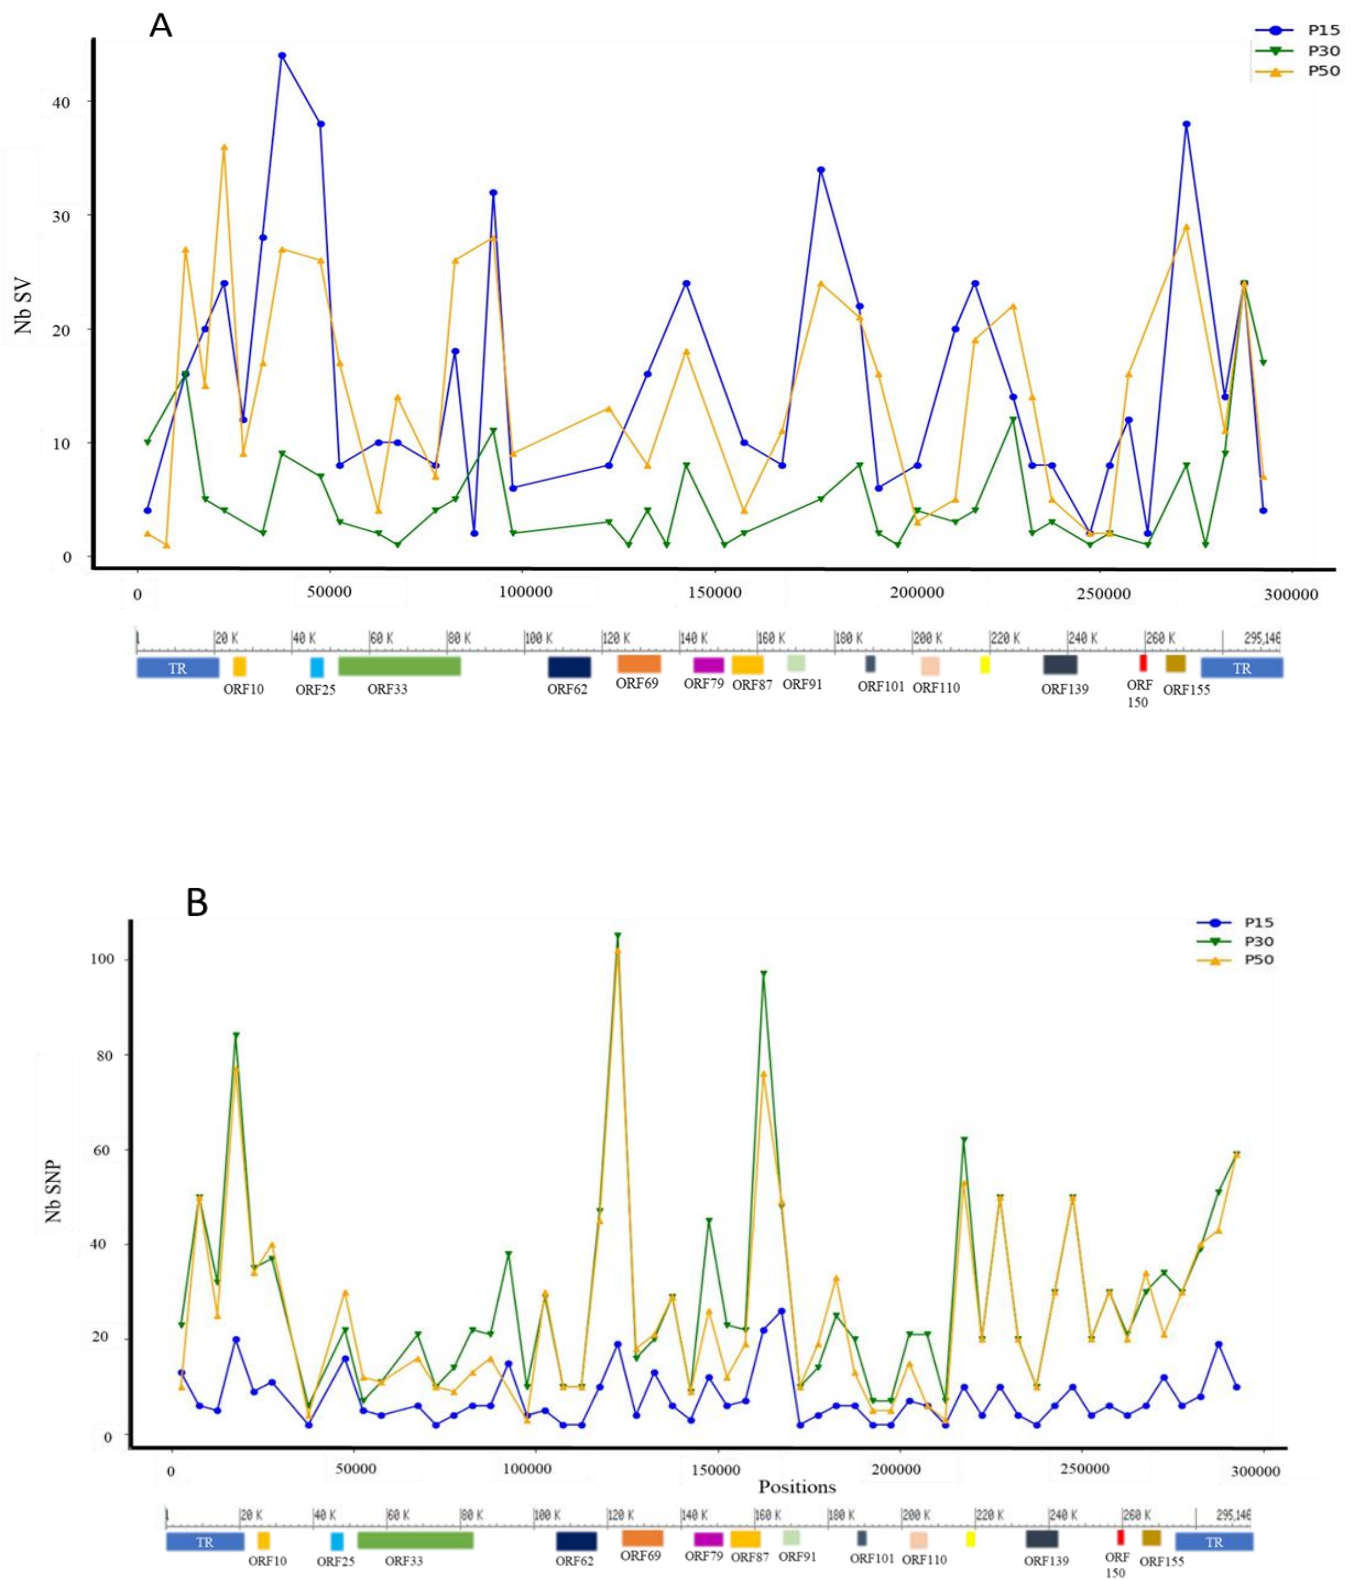 A
P15
P30
P50
40
30
20
10
0
Nb SV
0 50000 100000 150000 200000 250000 300000
1 20 K 40 K 60 K 80 K 100 K 120 K 140 K 160 K 180 K 200 K 220 K 240 K 260 K 295,146
TR TR
ORF10 ORF25 ORF33 ORF62 ORF69 ORF79 ORF87 ORF91 ORF101 ORF110 ORF139 ORF ORF155
150
B
P15
P30
P50
100
80
60
40
20
0
Nb SNP
0 50000 100000 150000 200000 250000 300000
Positions
1 20 K 40 K 60 K 80 K 100 K 120 K 140 K 160 K 180 K 200 K 220 K 240 K 260 K 295,146
TR TR
ORF10 ORF25 ORF33 ORF62 ORF69 ORF79 ORF87 ORF91 ORF101 ORF110 ORF139 ORF ORF155
150